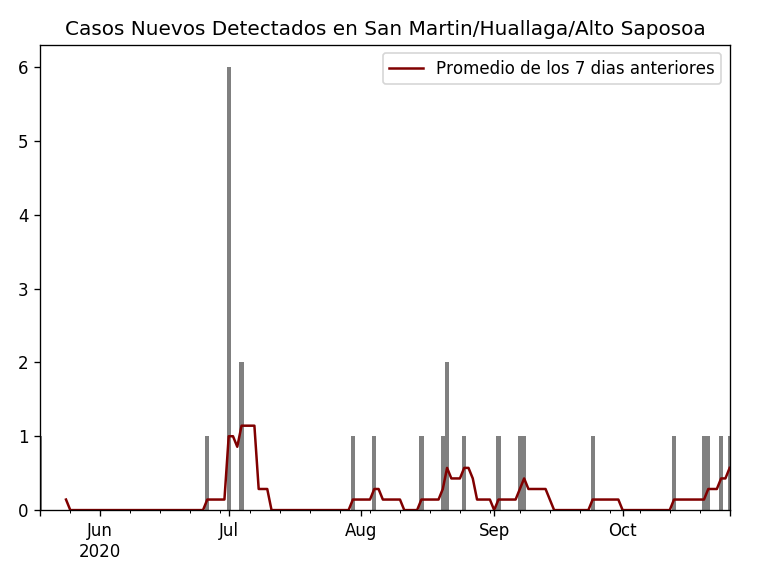 Casos Nuevos Detectados en San Martin/Huallaga/Alto Saposoa
Promedio de los 7 dias anteriores
6
5
4
3
2
1
0
Jun
2020
Jul
Aug
Sep
Oct